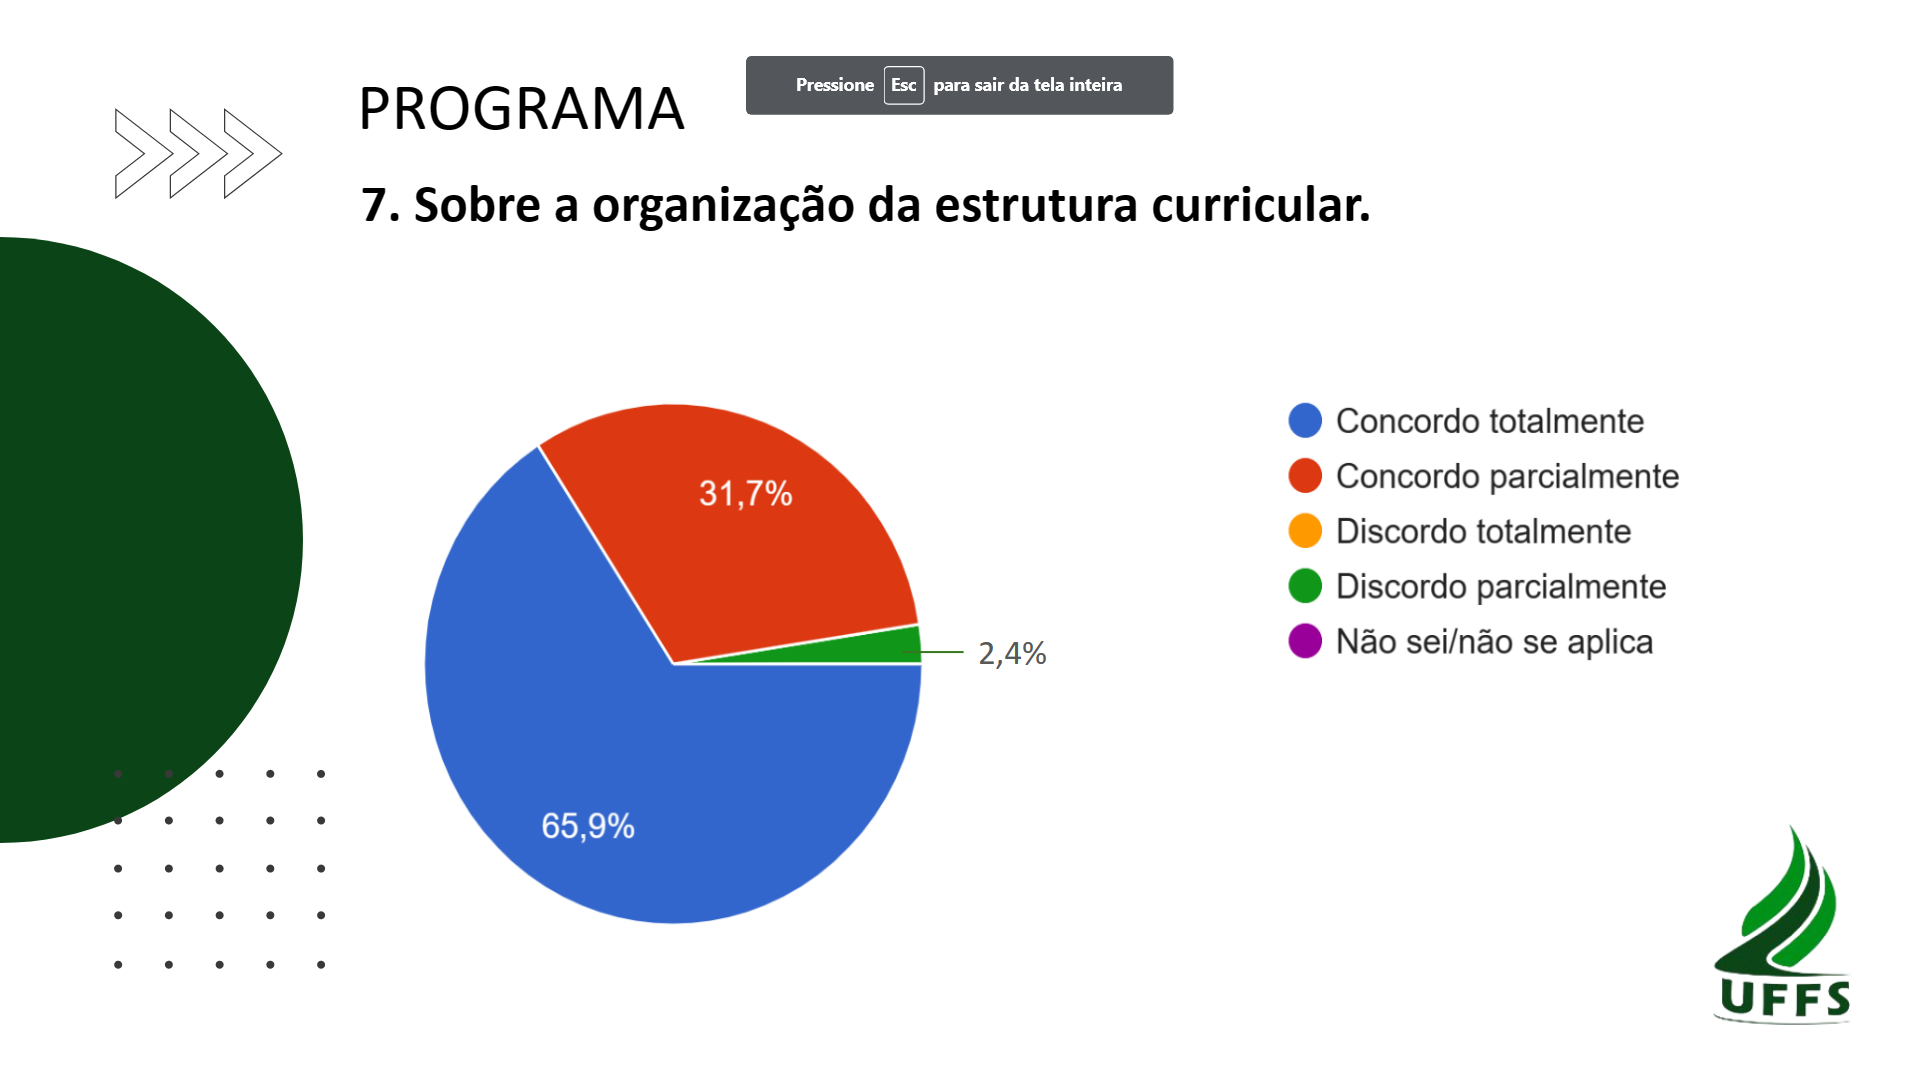 Pressione Esc para sair da tela inteira
PROGRAMA
7. Sobre a organização da estrutura curricular.
31,7%
2,4%
65,9%
Concordo totalmente
Concordo parcialmente
Discordo totalmente
Discordo parcialmente
Não sei/não se aplica
UFFS